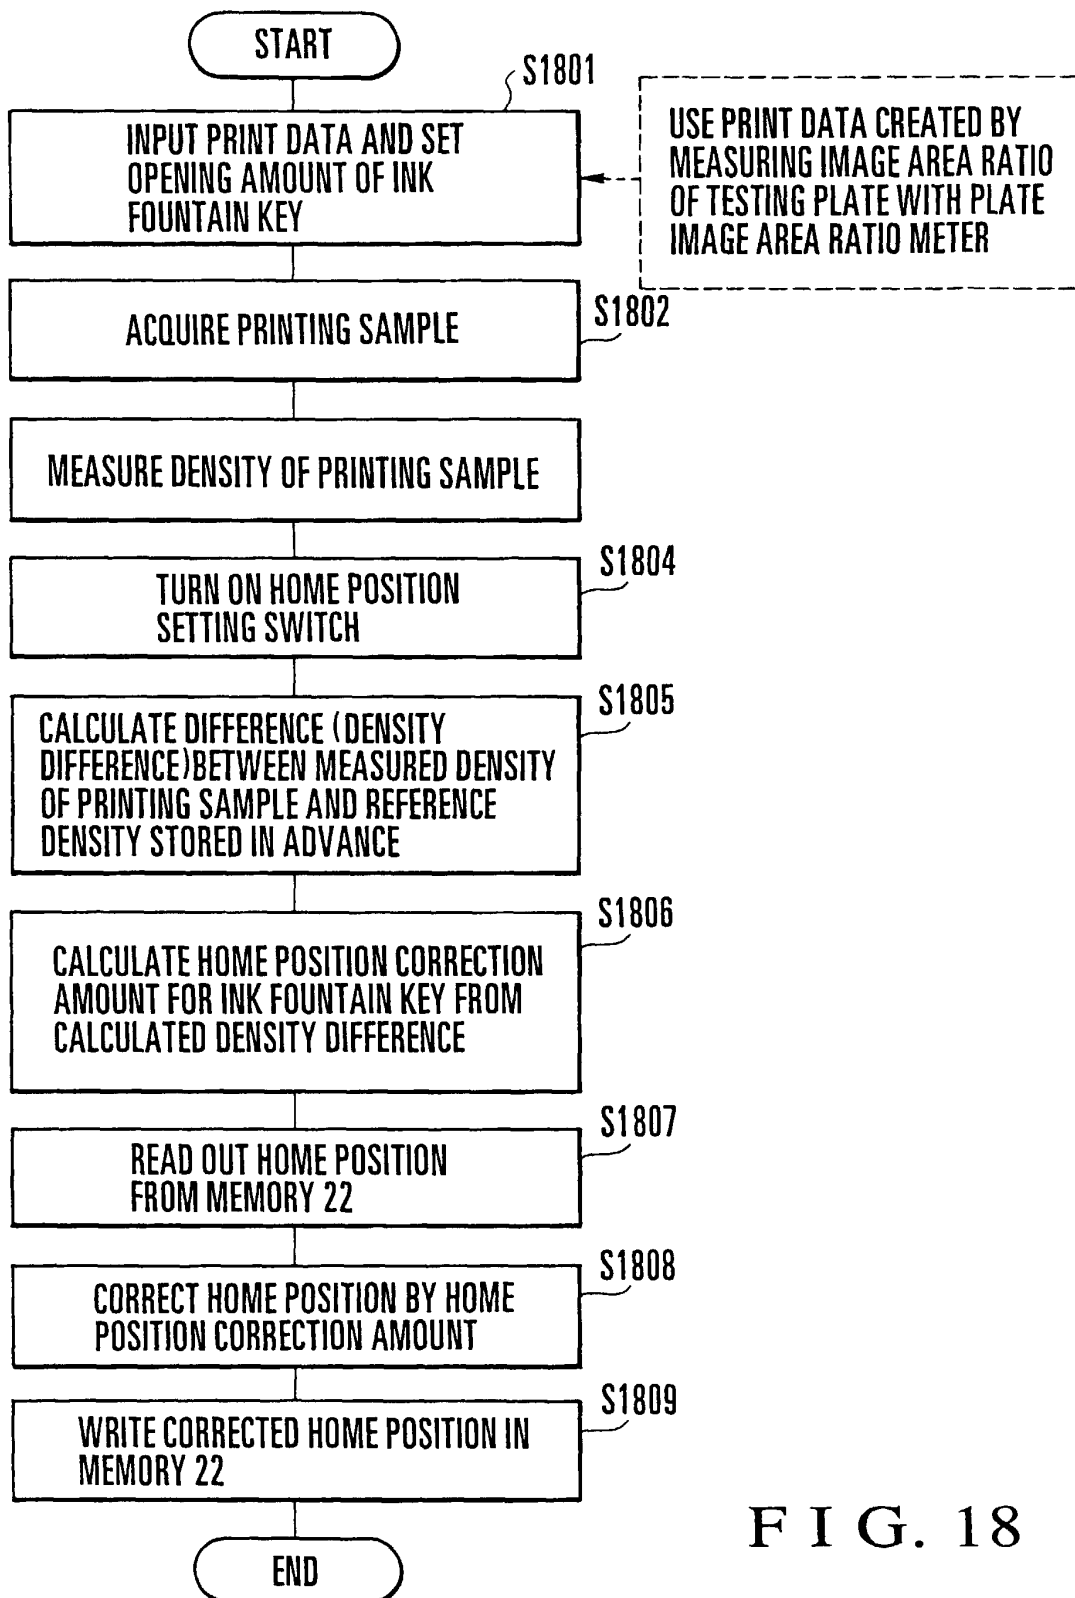 START
S1801
INPUT PRINT DATA AND SET
OPENING AMOUNT OF INK
FOUNTAIN KEY
USE PRINT DATA CREATED BY
MEASURING IMAGE AREA RATIO
OF TESTING PLATE WITH PLATE
IMAGE AREA RATIO METER
S1802
ACQUIRE PRINTING SAMPLE
MEASURE DENSITY OF PRINTING SAMPLE
S1804
TURN ON HOME POSITION
SETTING SWITCH
S1805
CALCULATE DIFFERENCE (DENSITY
DIFFERENCE)BETWEEN MEASURED DENSITY
OF PRINTING SAMPLE AND REFERENCE
DENSITY STORED IN ADVANCE
S1806
CALCULATE HOME POSITION CORRECTION
AMOUNT FOR INK FOUNTAIN KEY FROM
CALCULATED DENSITY DIFFERENCE
S1807
READ OUT HOME POSITION
FROM MEMORY 22
S1808
CORRECT HOME POSITION BY HOME
POSITION CORRECTION AMOUNT
S1809
WRITE CORRECTED HOME POSITION IN
MEMORY 22
END
FIG. 18